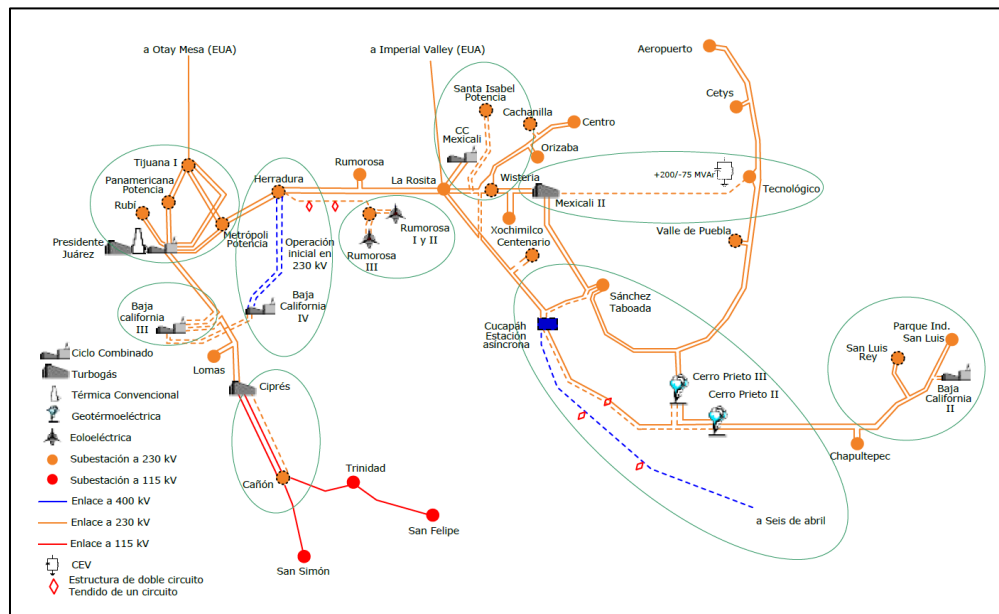 a Otay Mesa (EUA)
a Imperial Valley (EUA)
Aeropuerto
Santa Isabel
Potencia
Cachanilla
Centro
Cetys
CC
Mexicali
Orizaba
Tijuana I
Panamericana
Potencia
Rubí
Herradura
Rumorosa
La Rosita
Wisteria
+200/-75 MVAr
Tecnológico
Mexicali II
Presidente
Juárez
Metrópoli
Potencia
Operación
inicial en
230 kV
Rumorosa
I y II
Rumorosa
III
Xochimilco
Centenario
Valle de Puebla
Baja
california
III
Baja
California
IV
Sánchez
Taboada
Cucapáh
Estación
asíncrona
Parque Ind.
San Luis
San Luis
Rey
Lomas
Ciprés
Cerro Prieto III
Cerro Prieto II
Baja
California
II
Chapultepec
Cañón
Trinidad
San Felipe
San Simón
a Seis de abril
Ciclo Combinado
Turbogás
Térmica Convencional
Geotérmoeléctrica
Eoloeléctrica
Subestación a 230 kV
Subestación a 115 kV
Enlace a 400 kV
Enlace a 230 kV
Enlace a 115 kV
CEV
Estructura de doble circuito
Tendido de un circuito